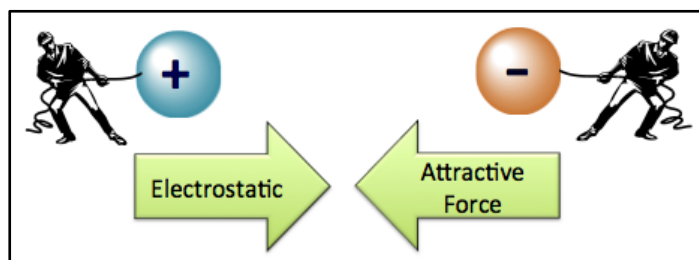 +
-
Electrostatic
Attractive
Force